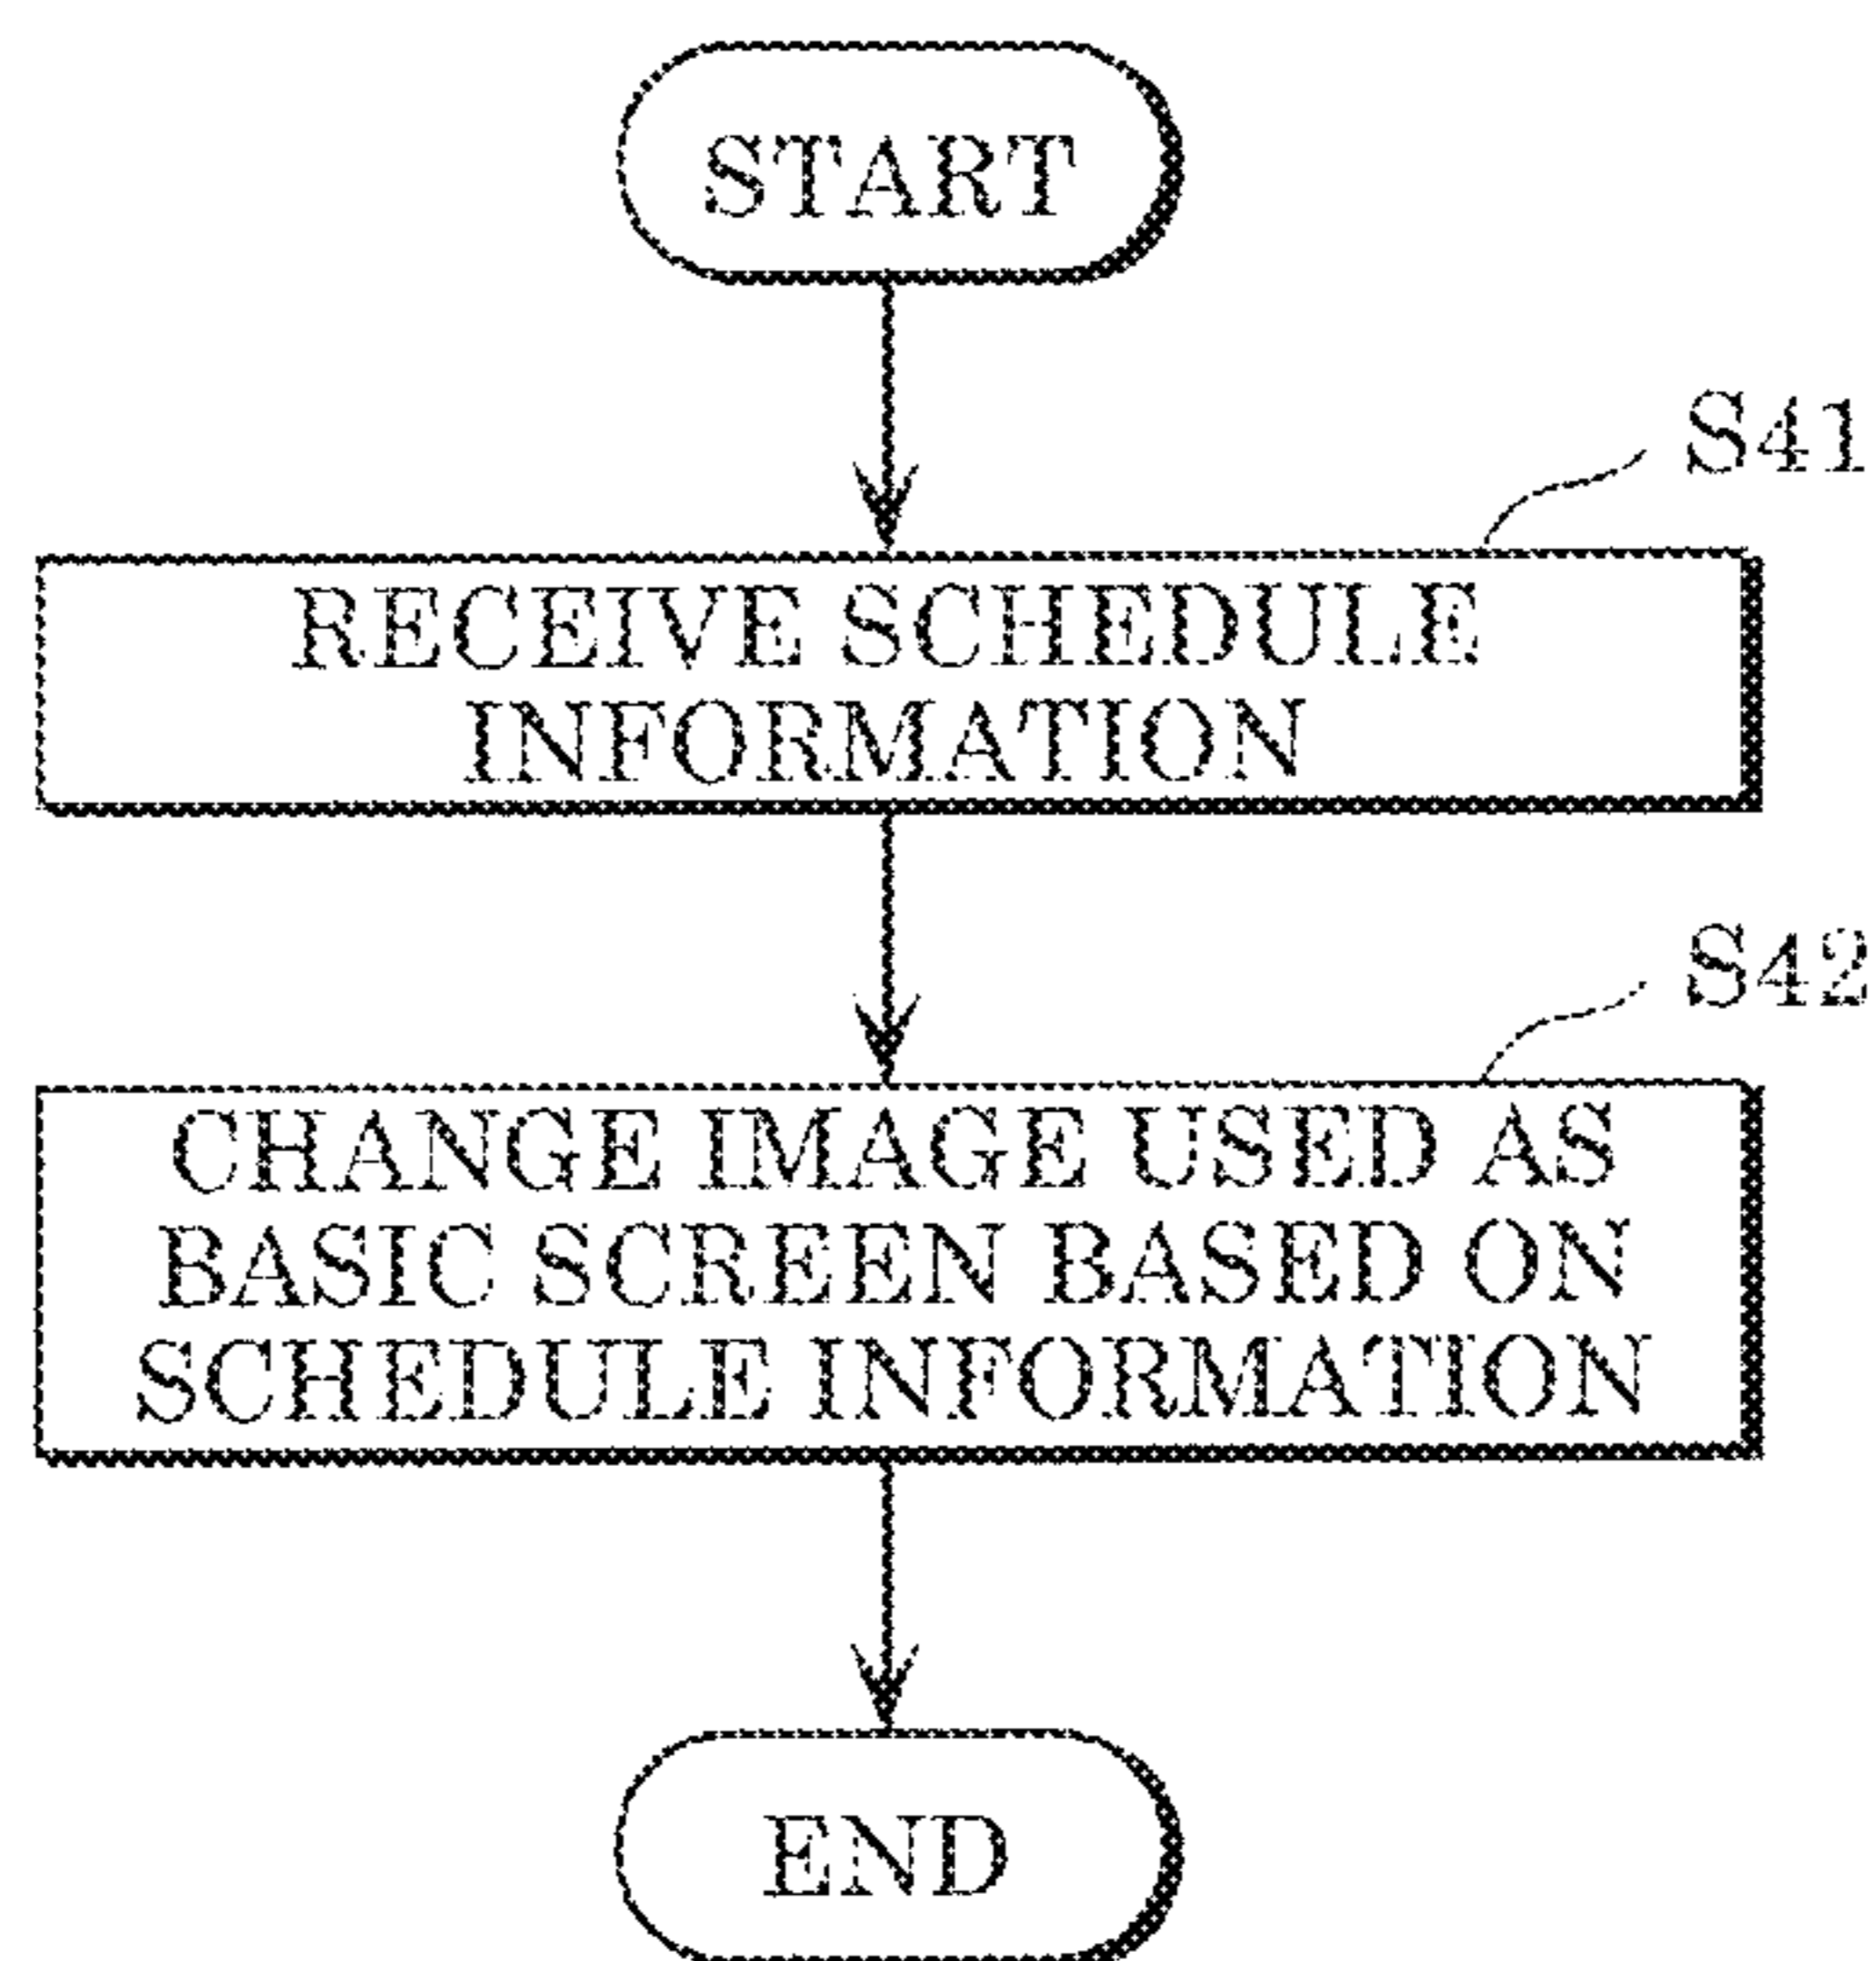 START
S41
RECEIVE SCHEDULE
INFORMATION
S42
CHANGE IMAGE USED AS
BASIC SCREEN BASED ON
SCHEDULE INFORMATION
END